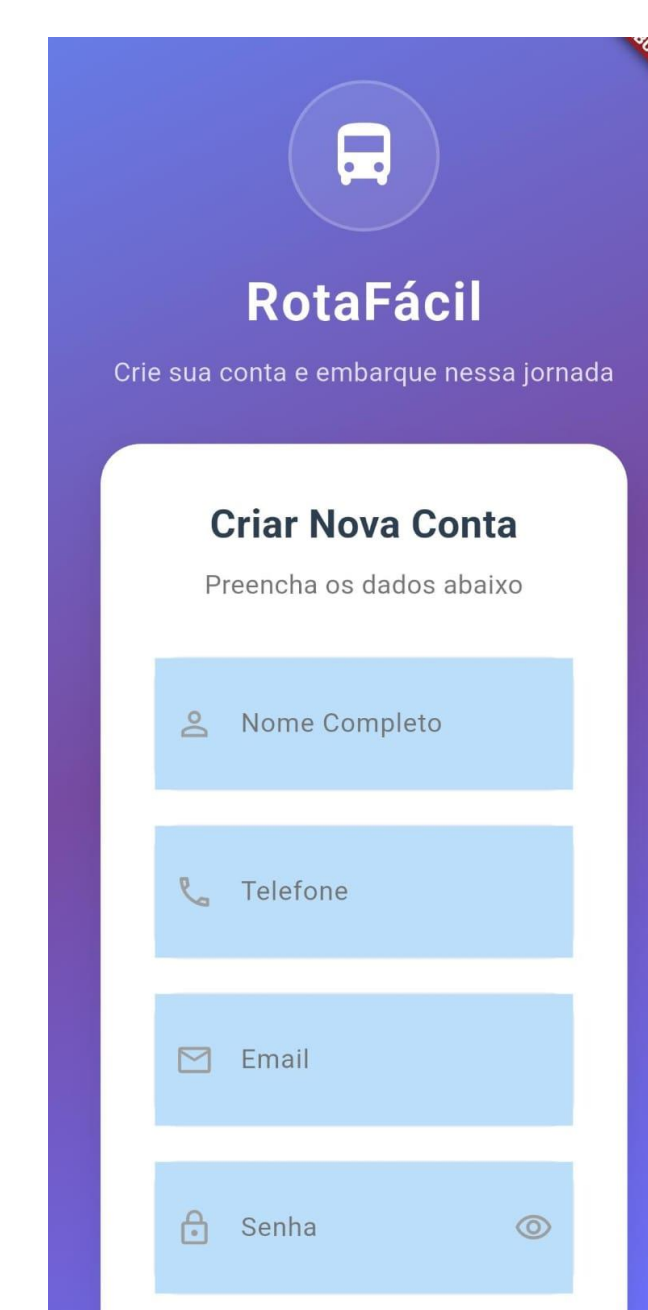 RotaFácil
Crie sua conta e embarque nessa jornada
Criar Nova Conta
Preencha os dados abaixo
Nome Completo
Telefone
Email
Senha